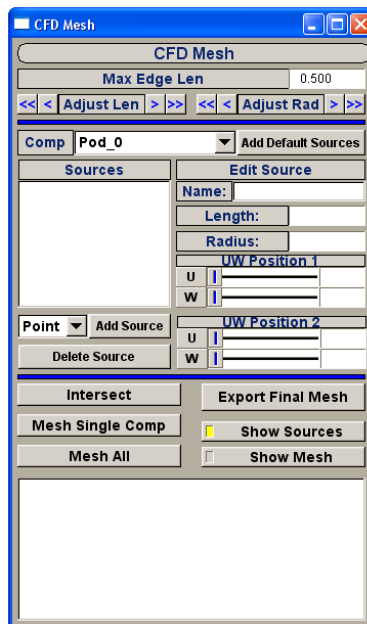 CFD Mesh
CFD Mesh
Max Edge Len 0.500
<< < Adjust Len > >> << < Adjust Rad > >>
Comp Pod_0 Add Default Sources
Sources Edit Source
Name:
Length:
Radius:
UW Position 1
U
W
Point Add Source UW Position 2
U
Delete Source W
Intersect Export Final Mesh
Mesh Single Comp Show Sources
Mesh All Show Mesh